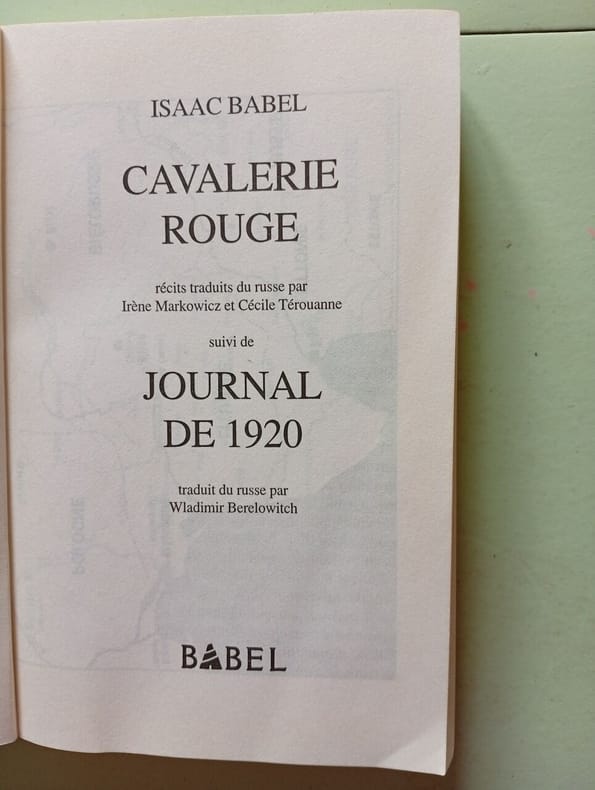 ISAAC BABEL
CAVALERIE
ROUGE
récits traduits du russe par
Irène Markowicz et Cécile Térouanne
suivi de
JOURNAL
DE 1920
traduit du russe par
Wladimir Berelowitch
BABEL